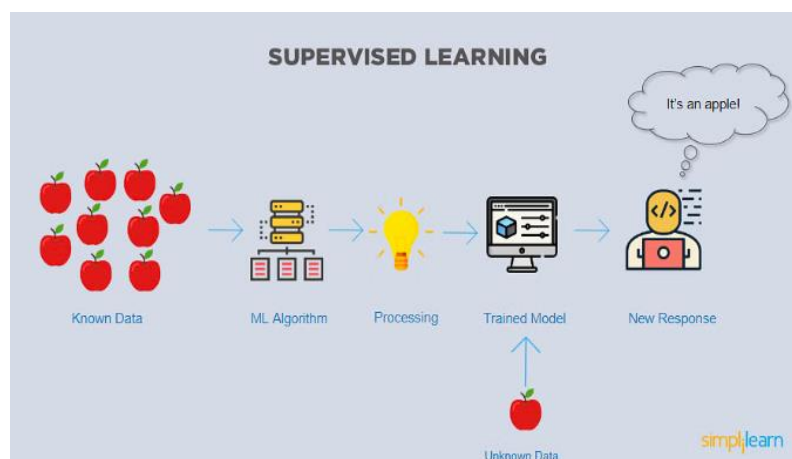 SUPERVISED LEARNING
It's an apple!
</>
Known Data
ML Algorithm
Processing
Trained Model
New Response
Unknown Data
simplilearn